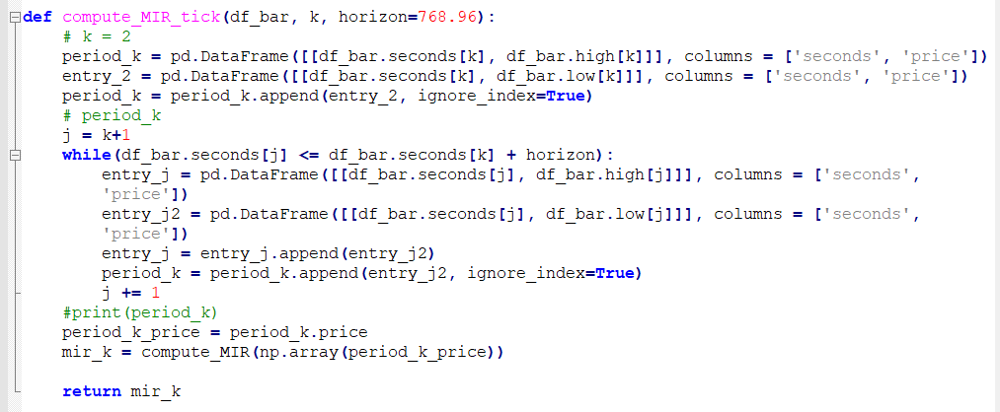 def compute_MIR_tick(df_bar, k, horizon=768.96):
    # k = 2
    period_k = pd.DataFrame([[df_bar.seconds[k], df_bar.high[k]]], columns = ['seconds', 'price'])
    entry_2 = pd.DataFrame([[df_bar.seconds[k], df_bar.low[k]]], columns = ['seconds', 'price'])
    period_k = period_k.append(entry_2, ignore_index=True)
    # period_k
    j = k+1
    while(df_bar.seconds[j] <= df_bar.seconds[k] + horizon):
        entry_j = pd.DataFrame([[df_bar.seconds[j], df_bar.high[j]]], columns = ['seconds',
        'price'])
        entry_j2 = pd.DataFrame([[df_bar.seconds[j], df_bar.low[j]]], columns = ['seconds',
        'price'])
        entry_j = entry_j.append(entry_j2)
        period_k = period_k.append(entry_j2, ignore_index=True)
        j += 1
    #print(period_k)
    period_k_price = period_k.price
    mir_k = compute_MIR(np.array(period_k_price))
    return mir_k